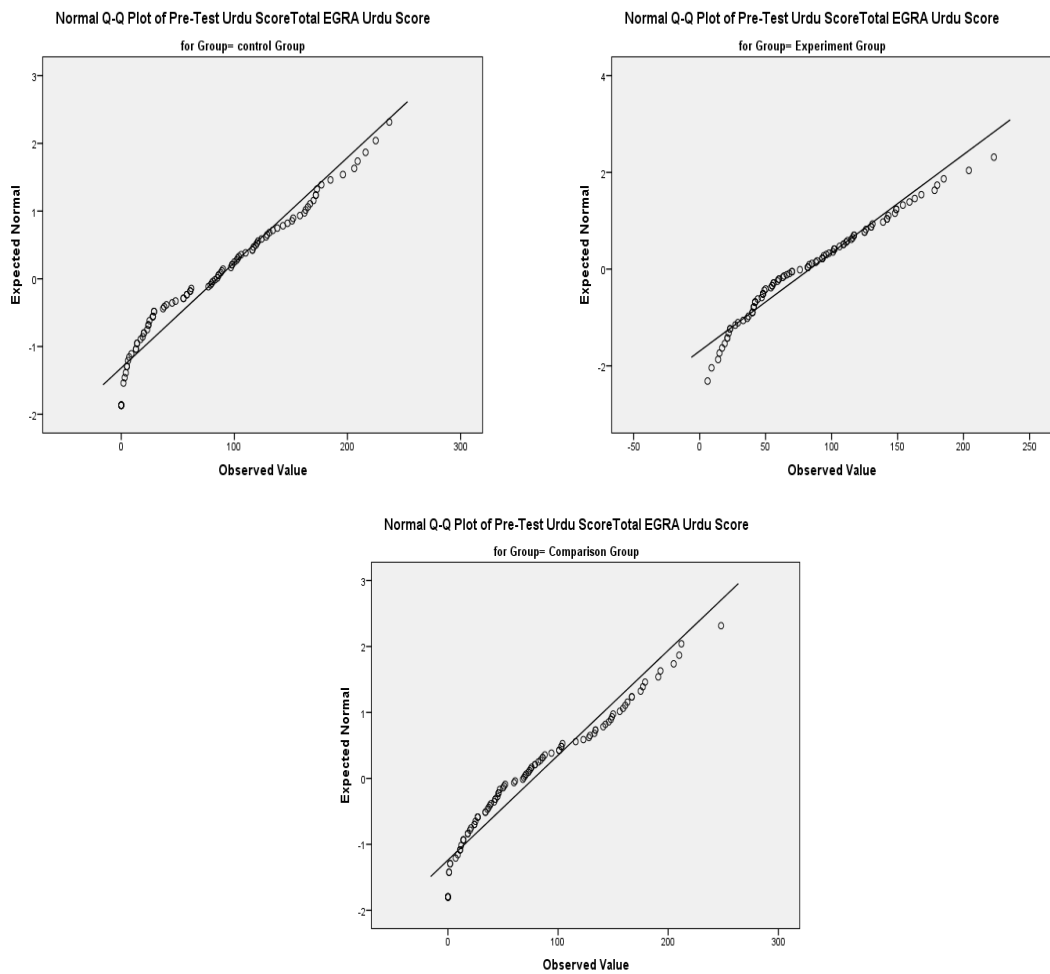 Normal Q-Q Plot of Pre-Test Urdu ScoreTotal EGRA Urdu Score
for Group= control Group
3
2
1
0
-1
-2
Expected Normal
0
100
200
300
Observed Value
Normal Q-Q Plot of Pre-Test Urdu ScoreTotal EGRA Urdu Score
for Group= Experiment Group
4
2
0
-2
Expected Normal
-50
0
50
100
150
200
250
Observed Value
Normal Q-Q Plot of Pre-Test Urdu ScoreTotal EGRA Urdu Score
for Group= Comparison Group
3
2
1
0
-1
-2
Expected Normal
0
100
200
300
Observed Value